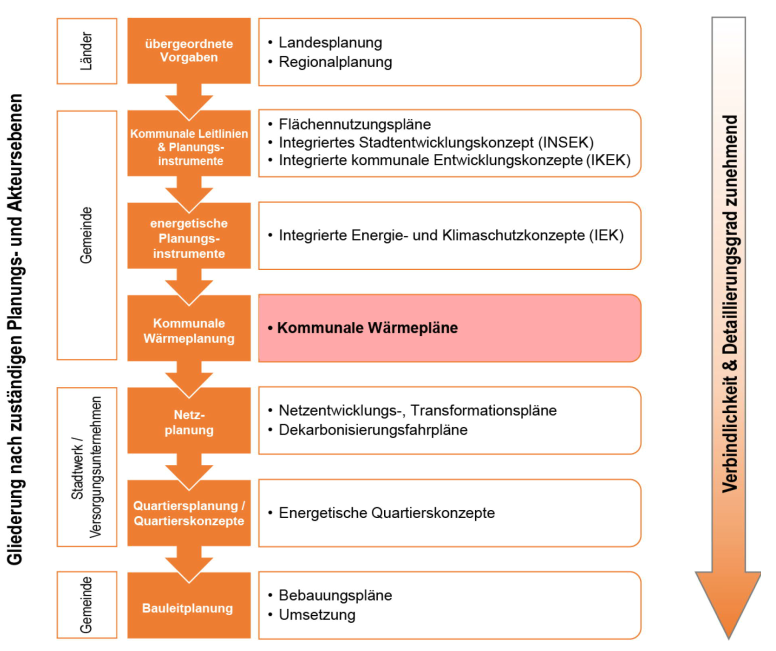 Gliederung nach zuständigen Planungs- und Akteursebenen
Länder
übergeordnete
Vorgaben
• Landesplanung
• Regionalplanung
Gemeinde
Kommunale Leitlinien
& Planungs-
instrumente
• Flächennutzungspläne
• Integriertes Stadtentwicklungskonzept (INSEK)
• Integrierte kommunale Entwicklungskonzepte (IKEK)
energetische
Planungs-
instrumente
• Integrierte Energie- und Klimaschutzkonzepte (IEK)
Kommunale
Wärmeplanung
• Kommunale Wärmepläne
Stadtwerk /
Versorgungsunternehmen
Netz-
planung
• Netzentwicklungs-, Transformationspläne
• Dekarbonisierungsfahrpläne
Quartiersplanung /
Quartierskonzepte
• Energetische Quartierskonzepte
Gemeinde
Bauleitplanung
• Bebauungspläne
• Umsetzung
Verbindlichkeit & Detaillierungsgrad zunehmend